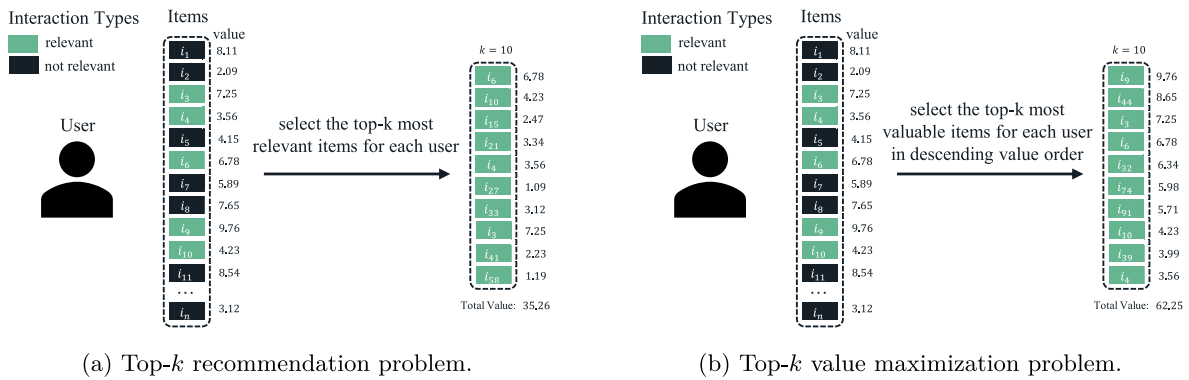 Interaction Types
relevant
not relevant
User
Items
value
i₁ 8.11
i₂ 2.09
i₃ 7.25
i₄ 3.56
i₅ 4.15
i₆ 6.78
i₇ 5.89
i₈ 7.65
i₉ 9.76
i₁₀ 4.23
i₁₁ 8.54
...
iₙ 3.12
select the top-k most
relevant items for each user
k = 10
i₆ 6.78
i₁₀ 4.23
i₁₅ 2.47
i₂₁ 3.34
i₄ 3.56
i₂₇ 1.09
i₃₃ 3.12
i₃ 7.25
i₄₁ 2.23
i₅₈ 1.19
Total Value: 35.26
(a) Top-k recommendation problem.
Interaction Types
relevant
not relevant
User
Items
value
i₁ 8.11
i₂ 2.09
i₃ 7.25
i₄ 3.56
i₅ 4.15
i₆ 6.78
i₇ 5.89
i₈ 7.65
i₉ 9.76
i₁₀ 4.23
i₁₁ 8.54
...
iₙ 3.12
select the top-k most
valuable items for each user
in descending value order
k = 10
i₉ 9.76
i₄₄ 8.65
i₃ 7.25
i₆ 6.78
i₃₂ 6.34
i₇₄ 5.98
i₉₁ 5.71
i₁₀ 4.23
i₃₉ 3.99
i₄ 3.56
Total Value: 62.25
(b) Top-k value maximization problem.